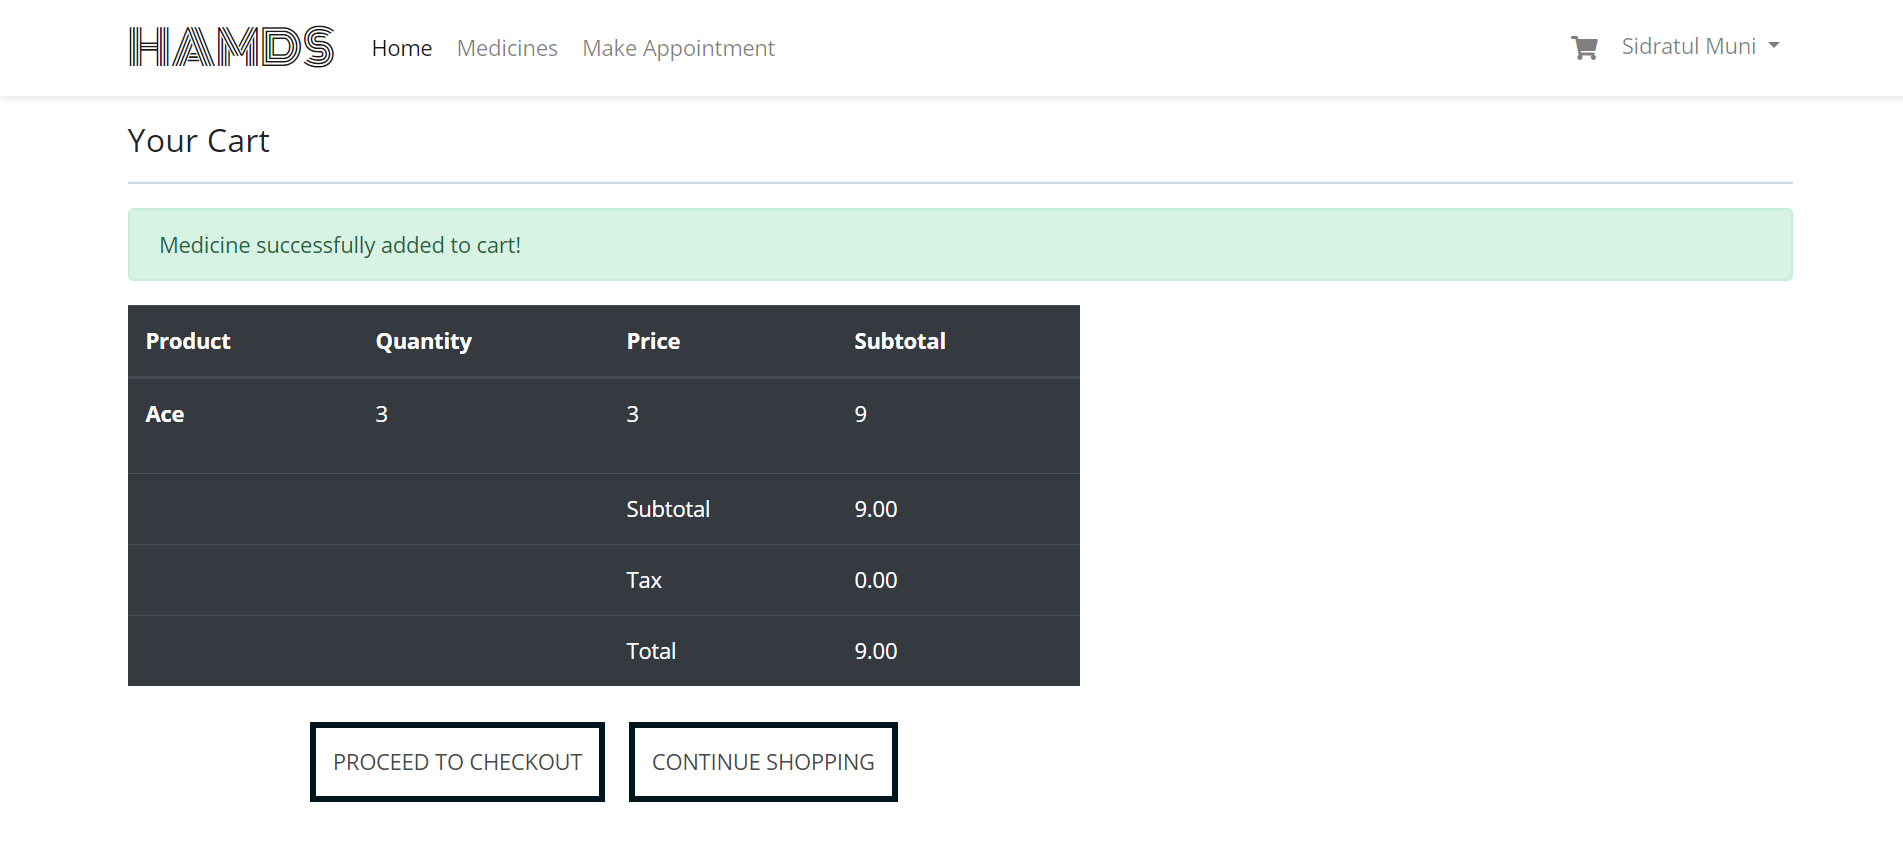 HAMDS Home Medicines Make Appointment Sidratul Muni
Your Cart
Medicine successfully added to cart!
Product Quantity Price Subtotal
Ace 3 3 9
Subtotal 9.00
Tax 0.00
Total 9.00
PROCEED TO CHECKOUT CONTINUE SHOPPING